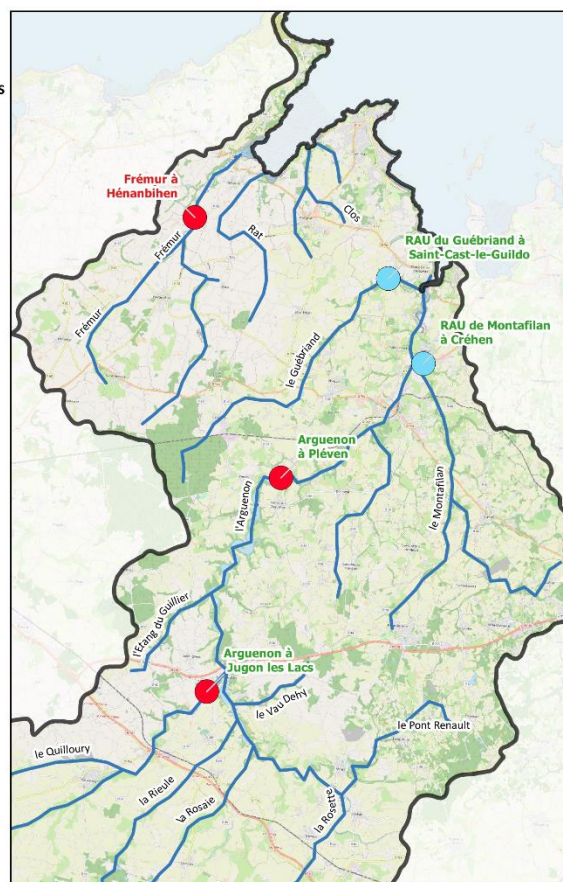 s
Frémur à
Hénanbihen
Frémur
Rat
Clos
RAU du Guébriand à
Saint-Cast-le-Guildo
Frémur
RAU de Montafilan
à Créhen
le Guébriand
Arguenon
à Pléven
l'Arguenon
le Montafilan
l'Etang du Guillier
Arguenon à
Jugon les Lacs
le Vau Dehy
le Pont Renault
le Quilloury
la Rieule
la Rosaie
la Rosette